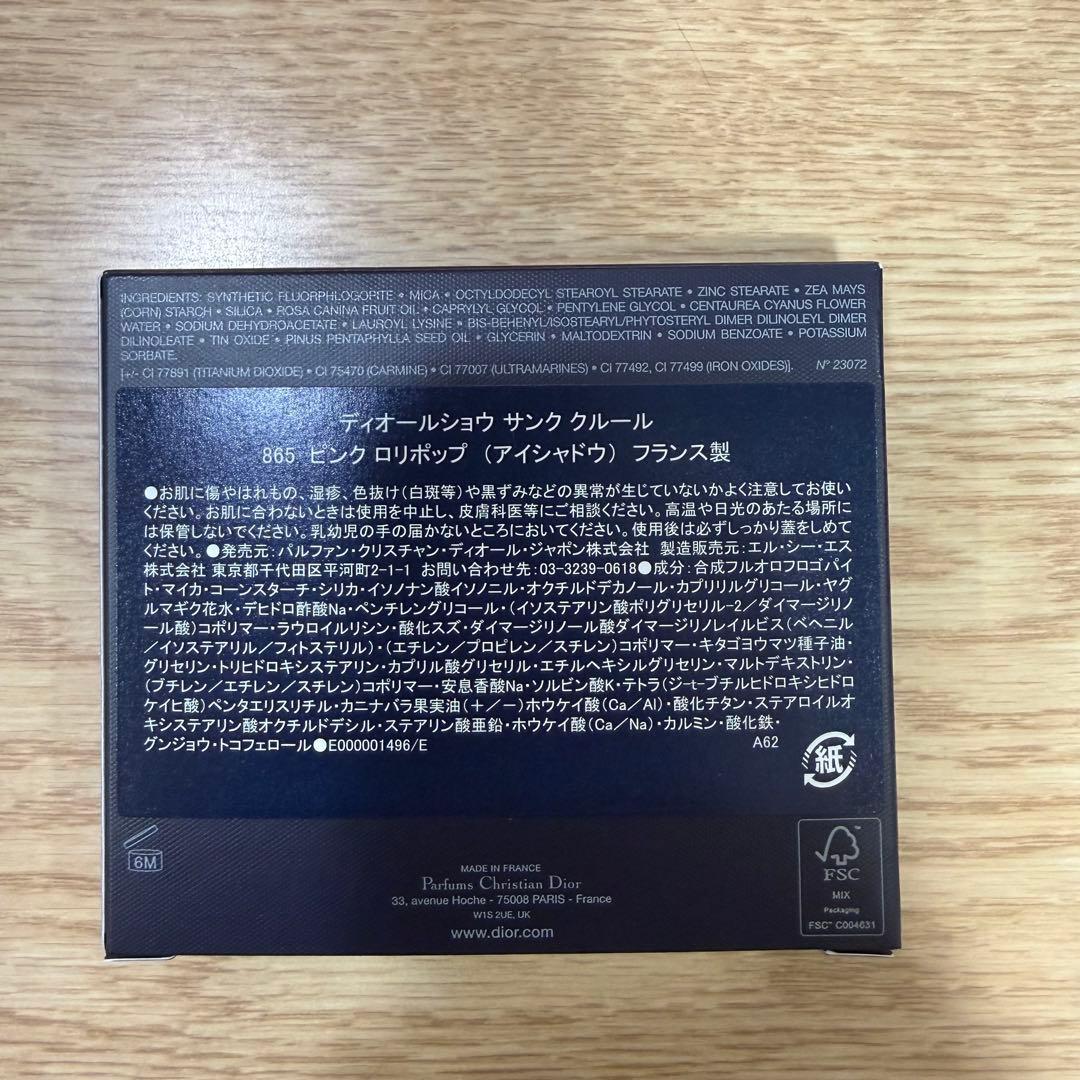 INGREDIENTS: SYNTHETIC FLUORPHLOGOPITE • MICA • OCTYLDODECYL STEAROYL STEARATE • ZINC STEARATE • ZEA MAYS
(CORN) STARCH • SILICA • ROSA CANINA FRUIT OIL • CAPRYLYL GLYCOL • PENTYLENE GLYCOL • CENTAUREA CYANUS FLOWER
WATER • SODIUM DEHYDROACETATE • LAUROYL LYSINE • BIS-BEHENYL/ISOSTEARYL/PHYTOSTERYL DIMER DILINOLEYL DIMER
DILINOLEATE • TIN OXIDE • PINUS PENTAPHYLLA SEED OIL • GLYCERIN • MALTODEXTRIN • SODIUM BENZOATE • POTASSIUM
SORBATE.
[+/- CI 77891 (TITANIUM DIOXIDE) • CI 75470 (CARMINE) • CI 77007 (ULTRAMARINES) • CI 77492, CI 77499 (IRON OXIDES)]. N° 23072
ディオールショウ サンク クルール
865 ピンク ロリポップ （アイシャドウ） フランス製
●お肌に傷やはれもの、湿疹、色抜け(白斑等)や黒ずみなどの異常が生じていないかよく注意してお使い
ください。お肌に合わないときは使用を中止し、皮膚科医等にご相談ください。高温や日光のあたる場所に
は保管しないでください。乳幼児の手の届かないところにおいてください。使用後は必ずしっかり蓋をしめて
ください。●発売元：パルファン・クリスチャン・ディオール・ジャポン株式会社 製造販売元：エル・シー・エス
株式会社 東京都千代田区平河町2-1-1 お問い合わせ先：03-3239-0618●成分：合成フルオロフロゴパイ
ト・マイカ・コーンスターチ・シリカ・イソノナン酸イソノニル・オクチルドデカノール・カプリリルグリコール・ヤグ
ルマギク花水・デヒドロ酢酸Na・ペンチレングリコール・(イソステアリン酸ポリグリセリル-2／ダイマージリノ
ール酸)コポリマー・ラウロイルリシン・酸化スズ・ダイマージリノール酸ダイマージリノレイルビス(ベヘニル
／イソステアリル／フィトステリル)・(エチレン／プロピレン／スチレン)コポリマー・キタゴヨウマツ種子油・
グリセリン・トリヒドロキシステアリン・カプリル酸グリセリル・エチルヘキシルグリセリン・マルトデキストリン・
(ブチレン／エチレン／スチレン)コポリマー・安息香酸Na・ソルビン酸K・テトラ(ジ-t-ブチルヒドロキシヒドロ
ケイヒ酸)ペンタエリスリチル・カニナバラ果実油(＋／－)ホウケイ酸(Ca／Al)・酸化チタン・ステアロイルオ
キシステアリン酸オクチルドデシル・ステアリン酸亜鉛・ホウケイ酸(Ca／Na)・カルミン・酸化鉄・
グンジョウ・トコフェロール●E000001496/E A62
紙
6M
MADE IN FRANCE
Parfums Christian Dior
33, avenue Hoche - 75008 PARIS - France
W1S 2UE, UK
www.dior.com
FSC
MIX
Packaging
FSC™ C004631